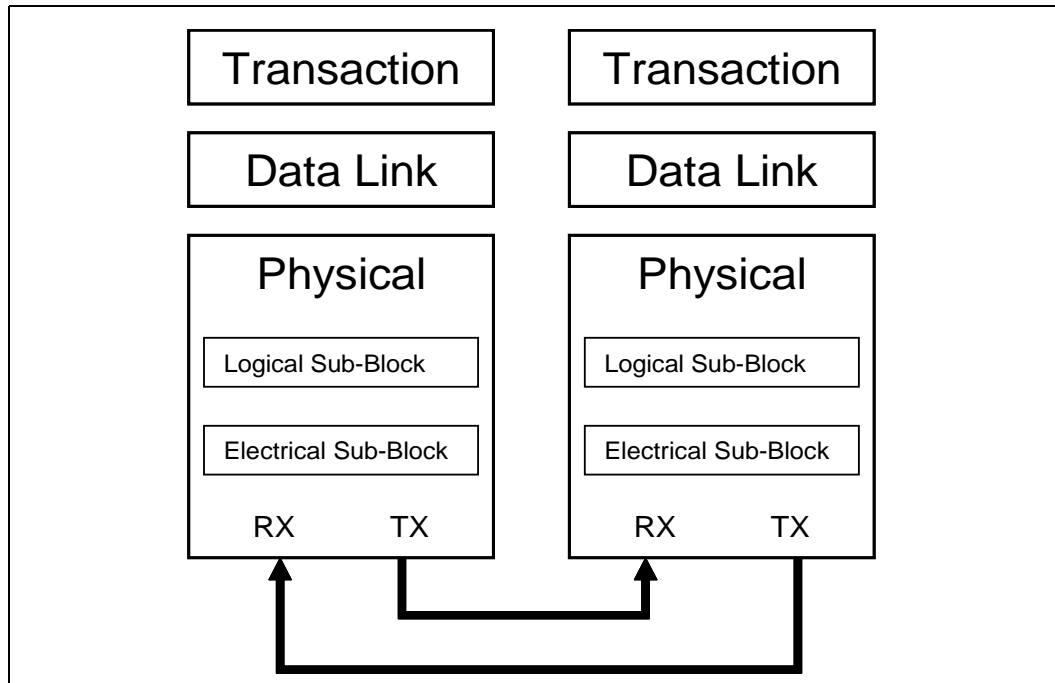 Transaction
Transaction
Data Link
Data Link
Physical
Logical Sub-Block
Electrical Sub-Block
RX TX
Physical
Logical Sub-Block
Electrical Sub-Block
RX TX